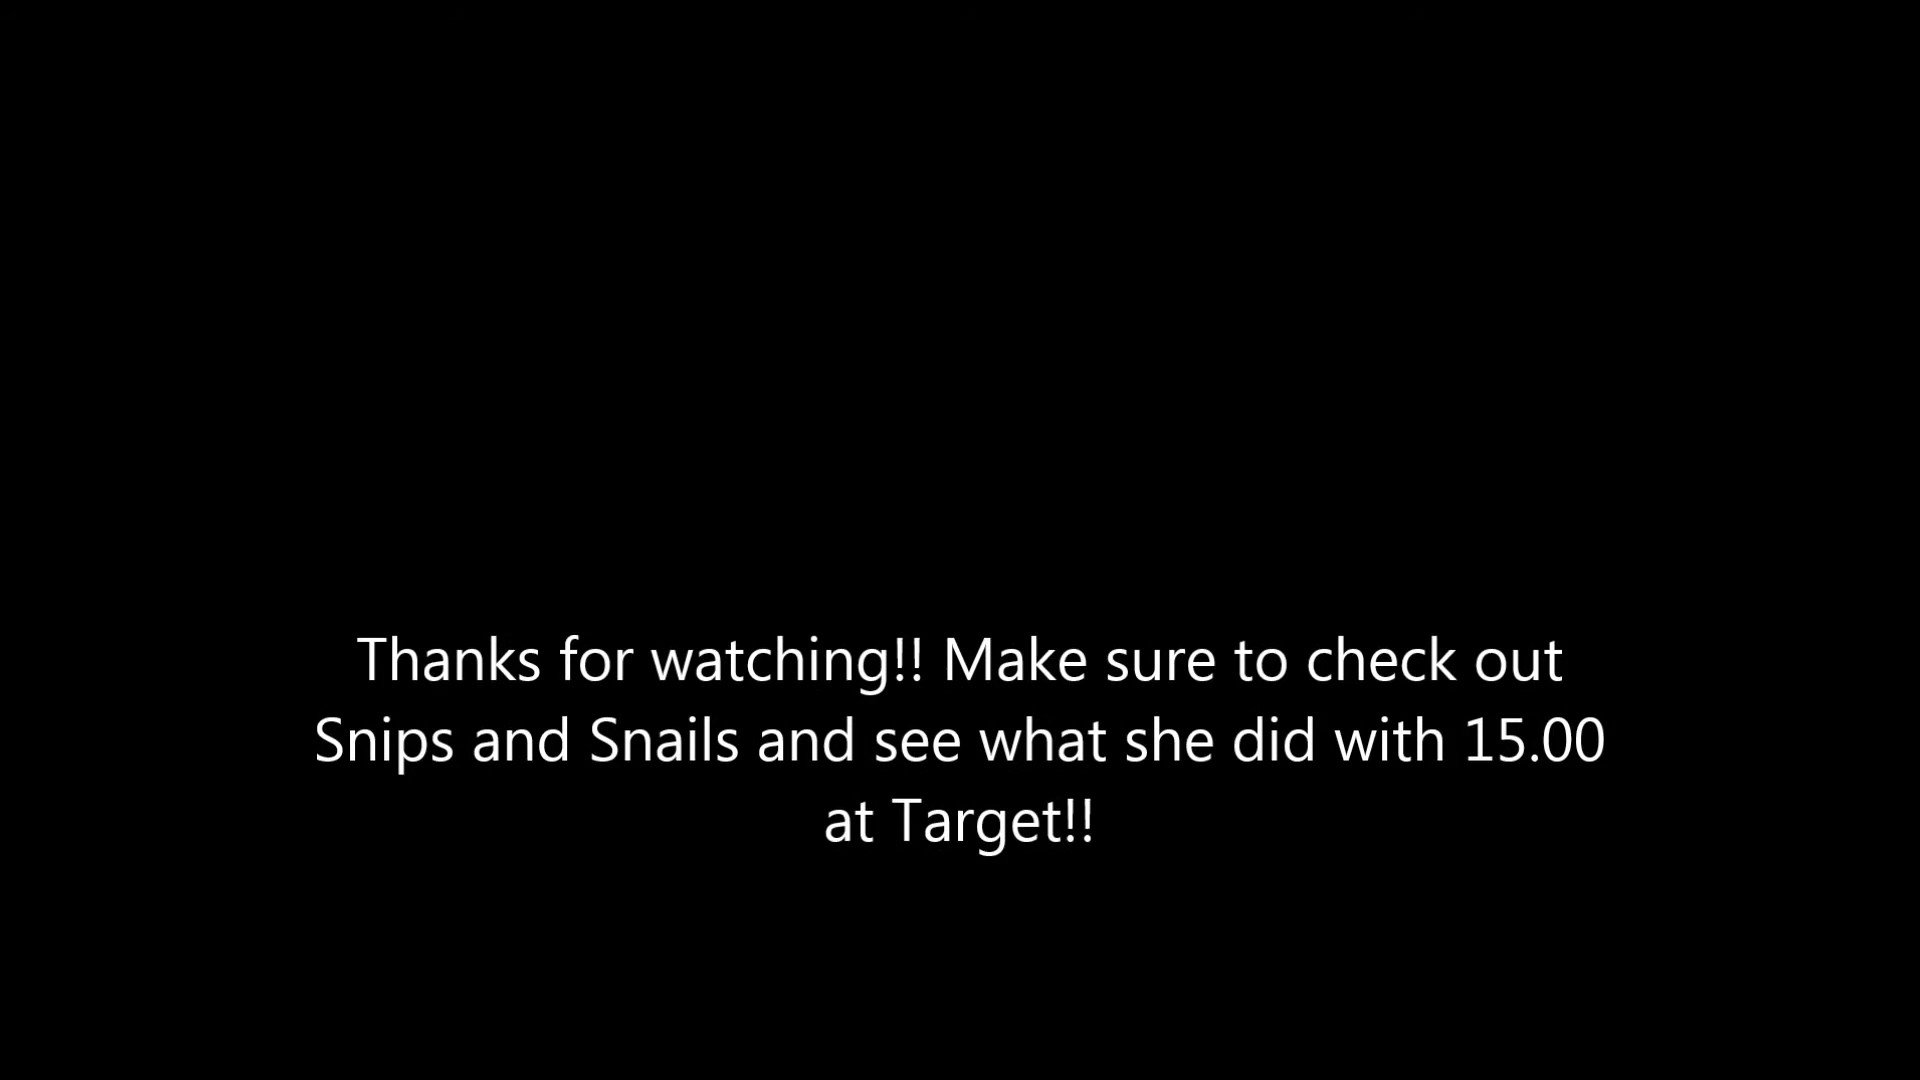 Thanks for watching!! Make sure to check out
Snips and Snails and see what she did with 15.00
at Target!!